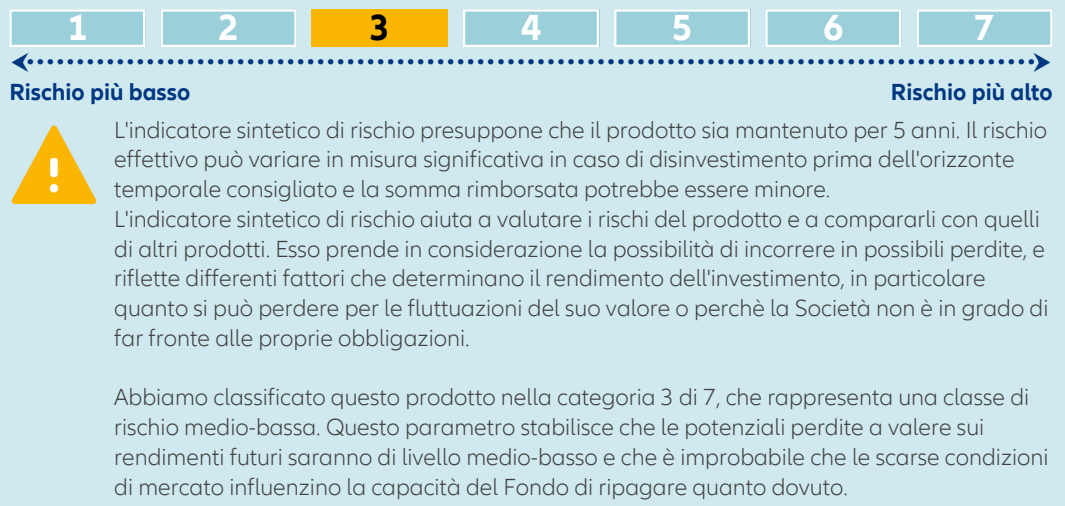 1 2 3 4 5 6 7
Rischio più basso Rischio più alto
L'indicatore sintetico di rischio presuppone che il prodotto sia mantenuto per 5 anni. Il rischio
effettivo può variare in misura significativa in caso di disinvestimento prima dell'orizzonte
temporale consigliato e la somma rimborsata potrebbe essere minore.
L'indicatore sintetico di rischio aiuta a valutare i rischi del prodotto e a compararli con quelli
di altri prodotti. Esso prende in considerazione la possibilità di incorrere in possibili perdite, e
riflette differenti fattori che determinano il rendimento dell'investimento, in particolare
quanto si può perdere per le fluttuazioni del suo valore o perchè la Società non è in grado di
far fronte alle proprie obbligazioni.
Abbiamo classificato questo prodotto nella categoria 3 di 7, che rappresenta una classe di
rischio medio-bassa. Questo parametro stabilisce che le potenziali perdite a valere sui
rendimenti futuri saranno di livello medio-basso e che è improbabile che le scarse condizioni
di mercato influenzino la capacità del Fondo di ripagare quanto dovuto.